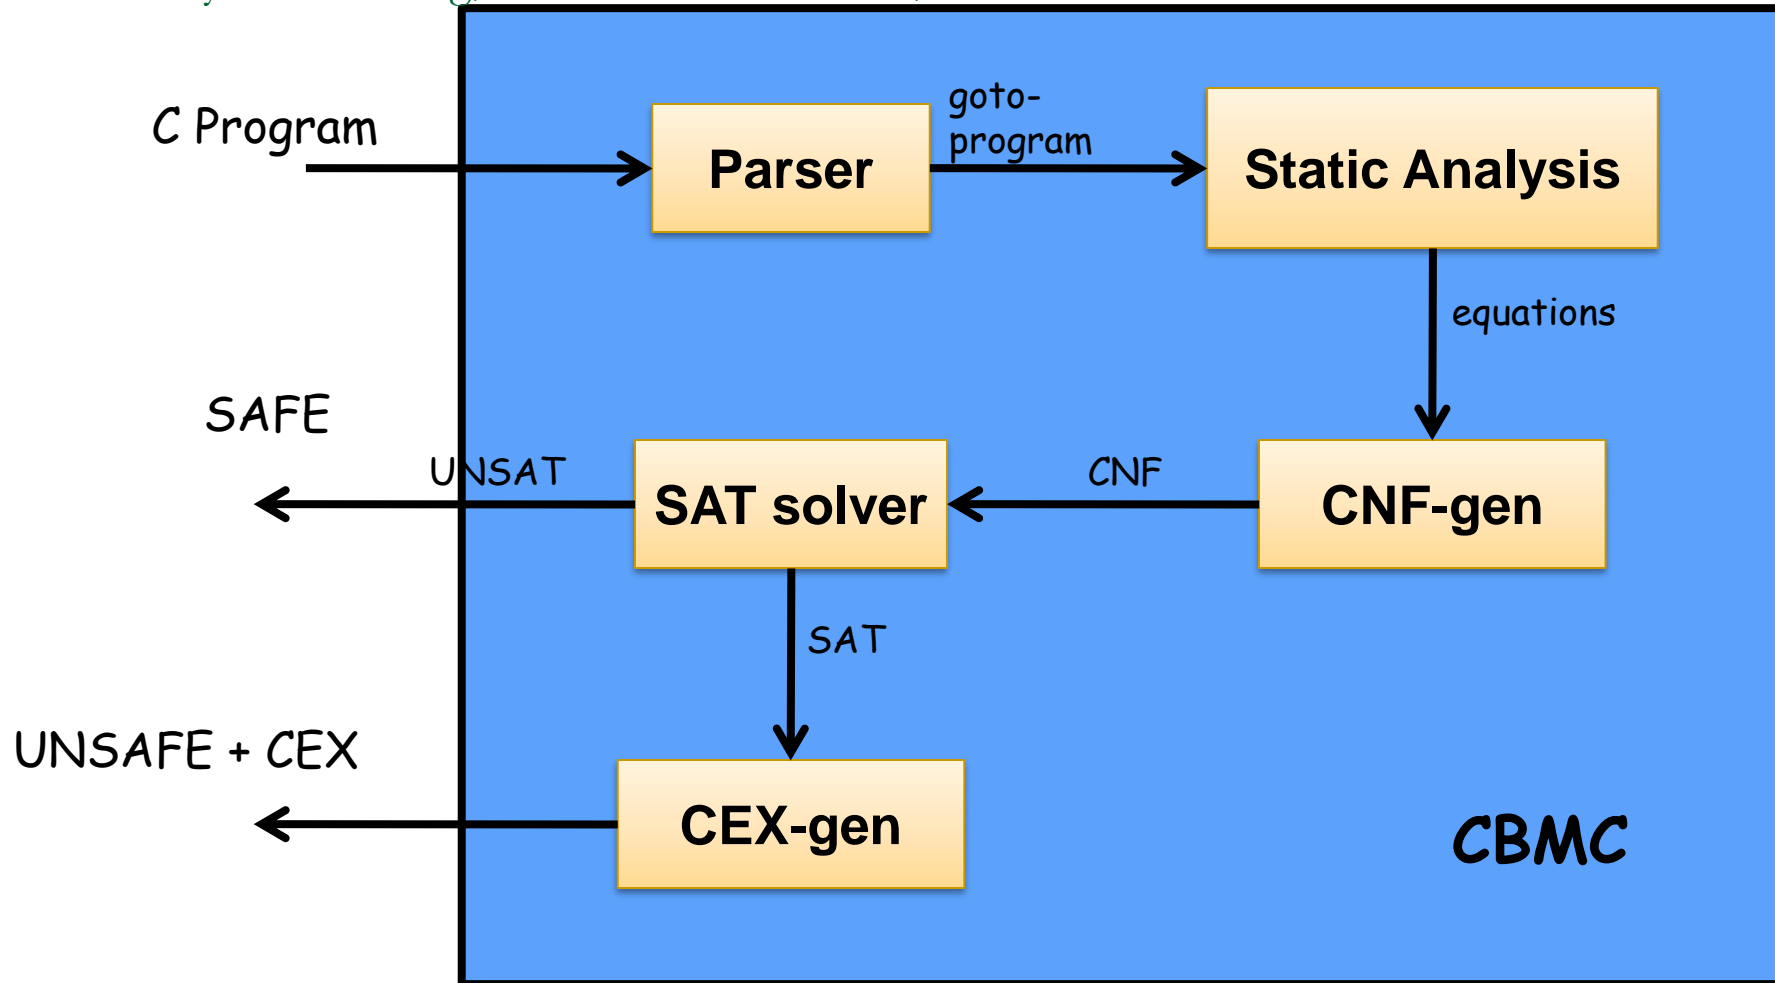 C Program
Parser
goto-
program
Static Analysis
equations
SAFE
UNSAT
SAT solver
CNF
CNF-gen
SAT
UNSAFE + CEX
CEX-gen
CBMC